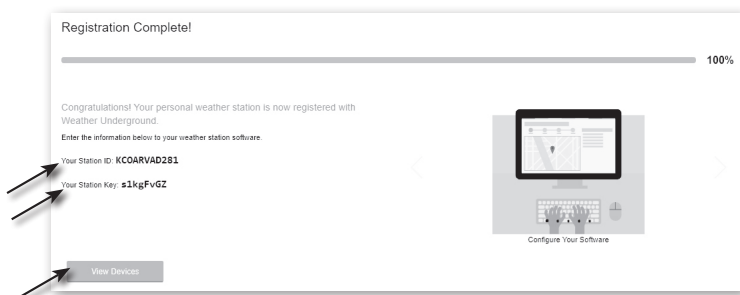 Registration Complete!
100%
Congratulations! Your personal weather station is now registered with
Weather Underground.
Enter the information below to your weather station software.
Your Station ID: KCOARVAD281
Your Station Key: s1kgFvGZ
Configure Your Software
View Devices